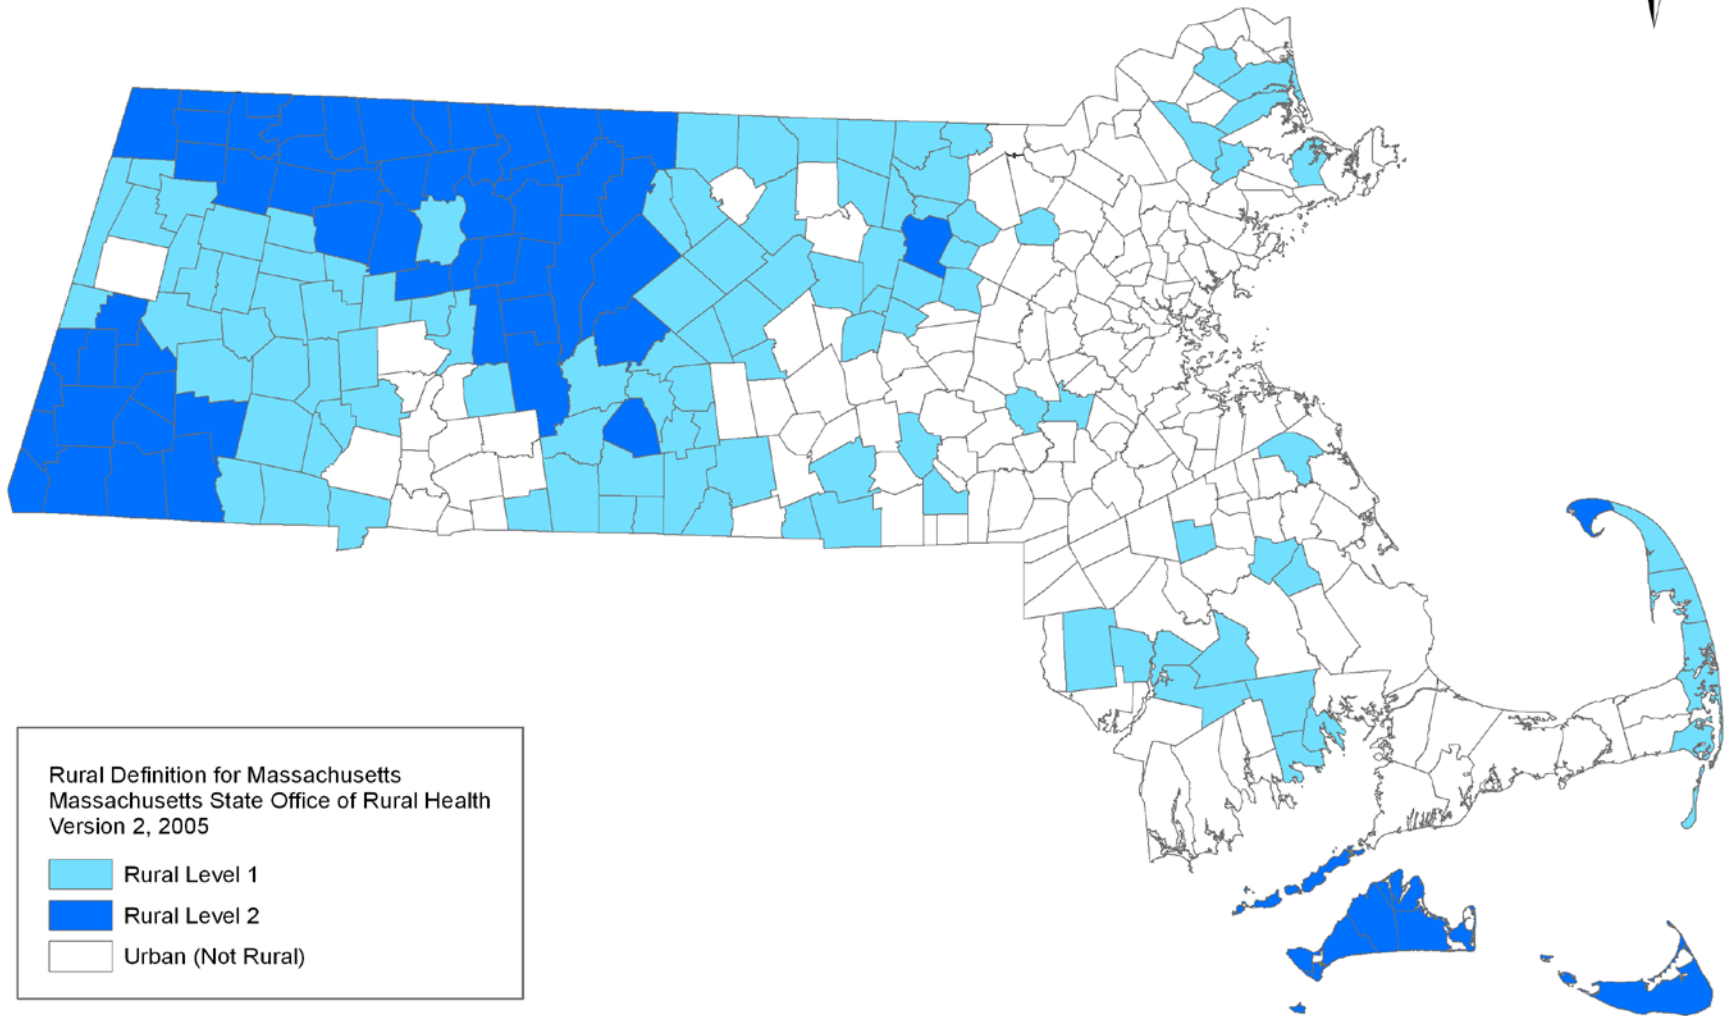 Rural Definition for Massachusetts
Massachusetts State Office of Rural Health
Version 2, 2005
Rural Level 1
Rural Level 2
Urban (Not Rural)